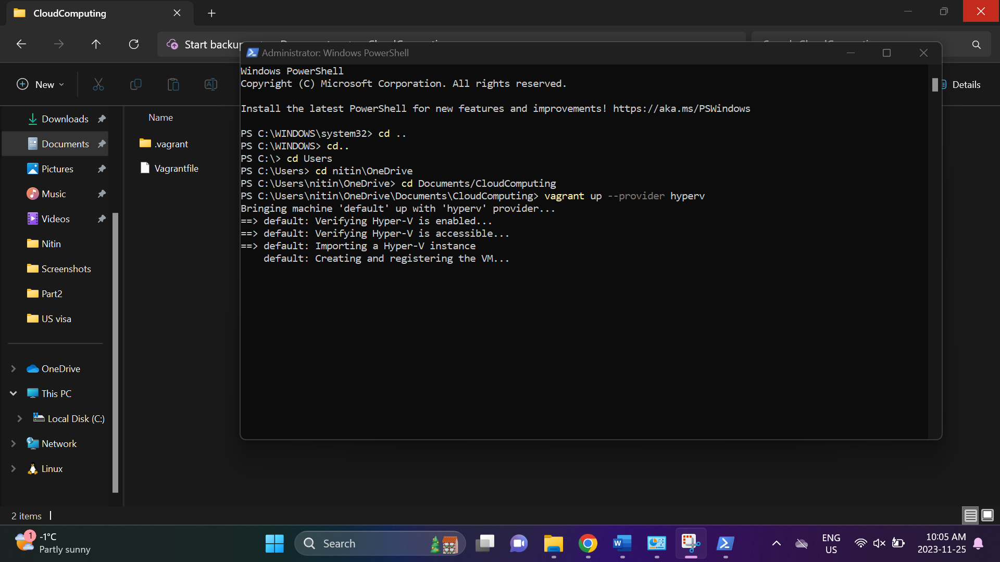 CloudComputing
Start backup
Administrator: Windows PowerShell
New
Details
Windows PowerShell
Copyright (C) Microsoft Corporation. All rights reserved.
Install the latest PowerShell for new features and improvements! https://aka.ms/PSWindows
PS C:\WINDOWS\system32> cd ..
PS C:\WINDOWS> cd..
PS C:\> cd Users
PS C:\Users> cd nitin\OneDrive
PS C:\Users\nitin\OneDrive> cd Documents/CloudComputing
PS C:\Users\nitin\OneDrive\Documents\CloudComputing> vagrant up --provider hyperv
Bringing machine 'default' up with 'hyperv' provider...
==> default: Verifying Hyper-V is enabled...
==> default: Verifying Hyper-V is accessible...
==> default: Importing a Hyper-V instance
default: Creating and registering the VM...
Downloads
Documents
Pictures
Music
Videos
Nitin
Screenshots
Part2
US visa
OneDrive
This PC
Local Disk (C:)
Network
Linux
Name
.vagrant
Vagrantfile
2 items
1
-1°C
Partly sunny
Search
ENG
US
10:05 AM
2023-11-25